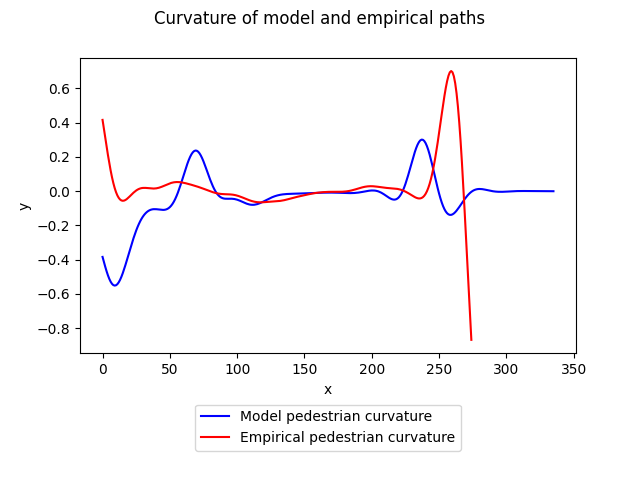 Curvature of model and empirical paths
0.6
0.4
0.2
0.0
−0.2
−0.4
−0.6
−0.8
y
0 50 100 150 200 250 300 350
x
Model pedestrian curvature
Empirical pedestrian curvature